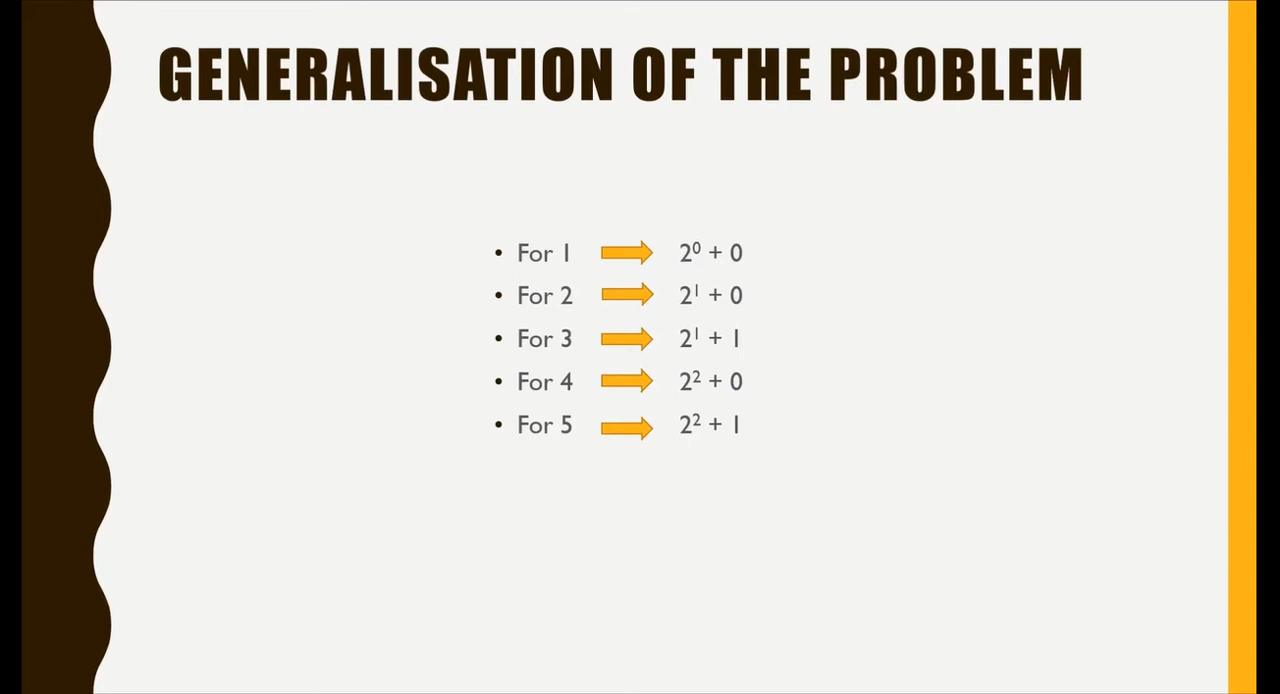 GENERALISATION OF THE PROBLEM
• For 1 2⁰ + 0
• For 2 2¹ + 0
• For 3 2¹ + 1
• For 4 2² + 0
• For 5 2² + 1